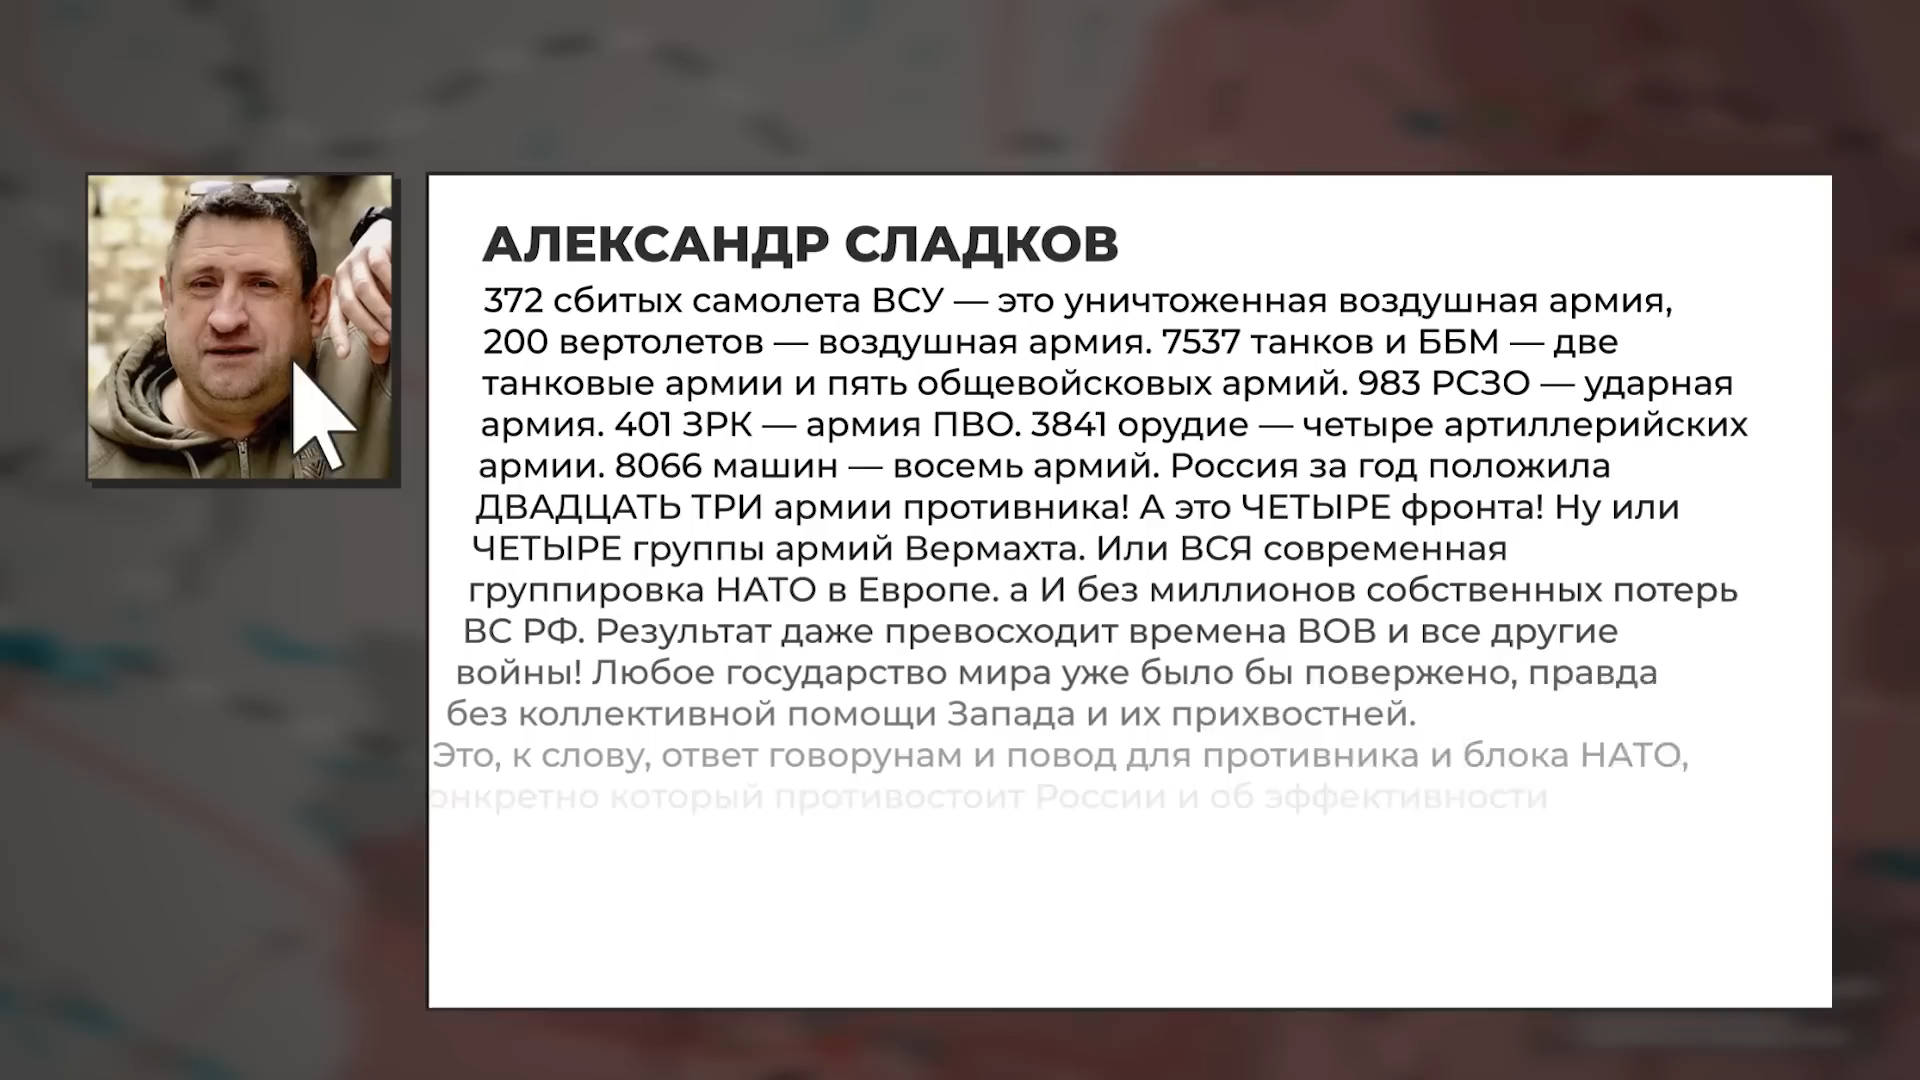 АЛЕКСАНДР СЛАДКОВ
372 сбитых самолета ВСУ — это уничтоженная воздушная армия,
200 вертолетов — воздушная армия. 7537 танков и ББМ — две
танковые армии и пять общевойсковых армий. 983 РСЗО — ударная
армия. 401 ЗРК — армия ПВО. 3841 орудие — четыре артиллерийских
армии. 8066 машин — восемь армий. Россия за год положила
ДВАДЦАТЬ ТРИ армии противника! А это ЧЕТЫРЕ фронта! Ну или
ЧЕТЫРЕ группы армий Вермахта. Или ВСЯ современная
группировка НАТО в Европе. а И без миллионов собственных потерь
ВС РФ. Результат даже превосходит времена ВОВ и все другие
войны! Любое государство мира уже было бы повержено, правда
без коллективной помощи Запада и их прихвостней.
Это, к слову, ответ говорунам и повод для противника и блока НАТО,
онкретно который противостоит России и об эффективности